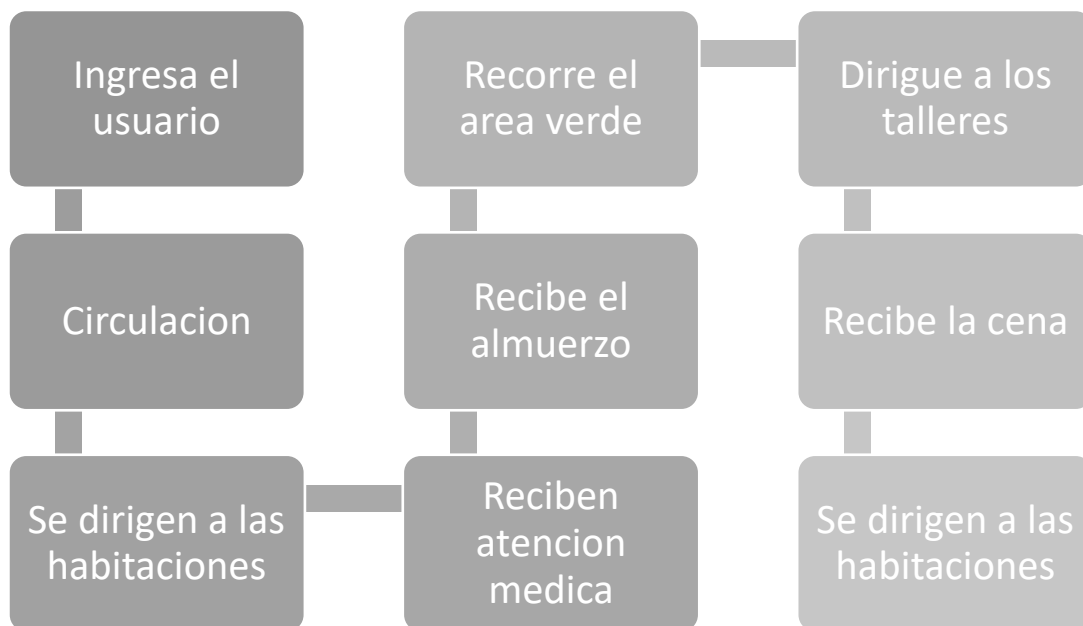 Ingresa el
usuario
Circulacion
Se dirigen a las
habitaciones
Reciben
atencion
medica
Recibe el
almuerzo
Recorre el
area verde
Dirigue a los
talleres
Recibe la cena
Se dirigen a las
habitaciones